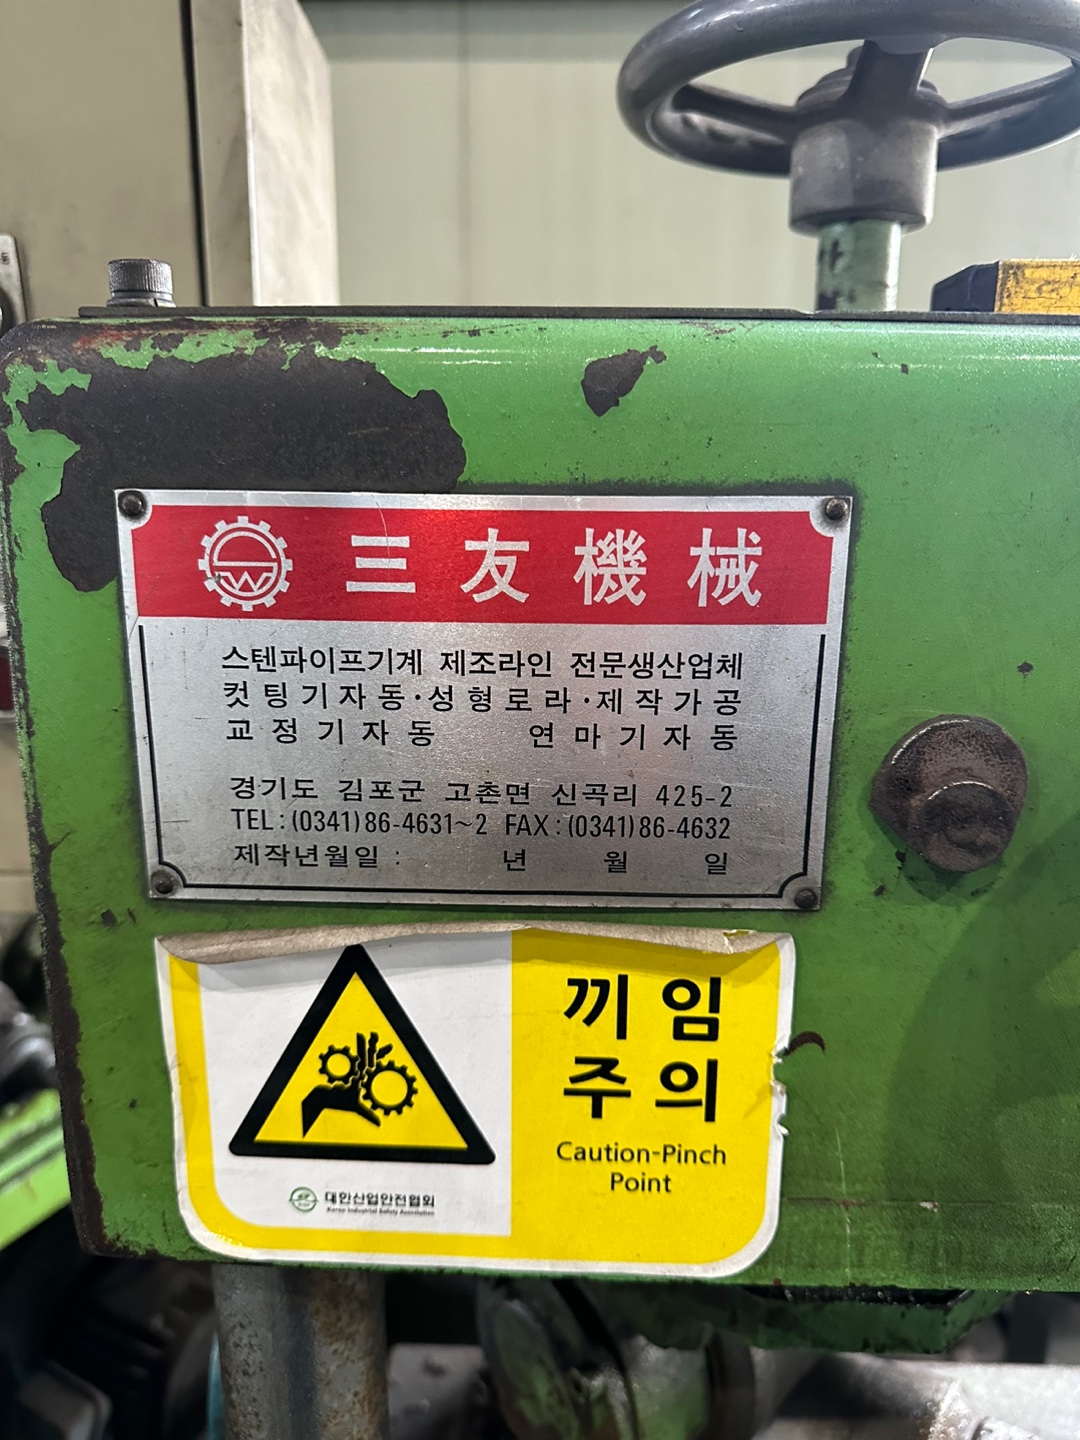 三友機械
스텐파이프기계 제조라인 전문생산업체
컷팅기자동·성형로라·제작가공
교정기자동 연마기자동
경기도 김포군 고촌면 신곡리 425-2
TEL:(0341)86-4631~2 FAX:(0341)86-4632
제작년월일: 년 월 일
끼임
주의
Caution-Pinch
Point
대한산업안전협회
Korea Industrial Safety Association